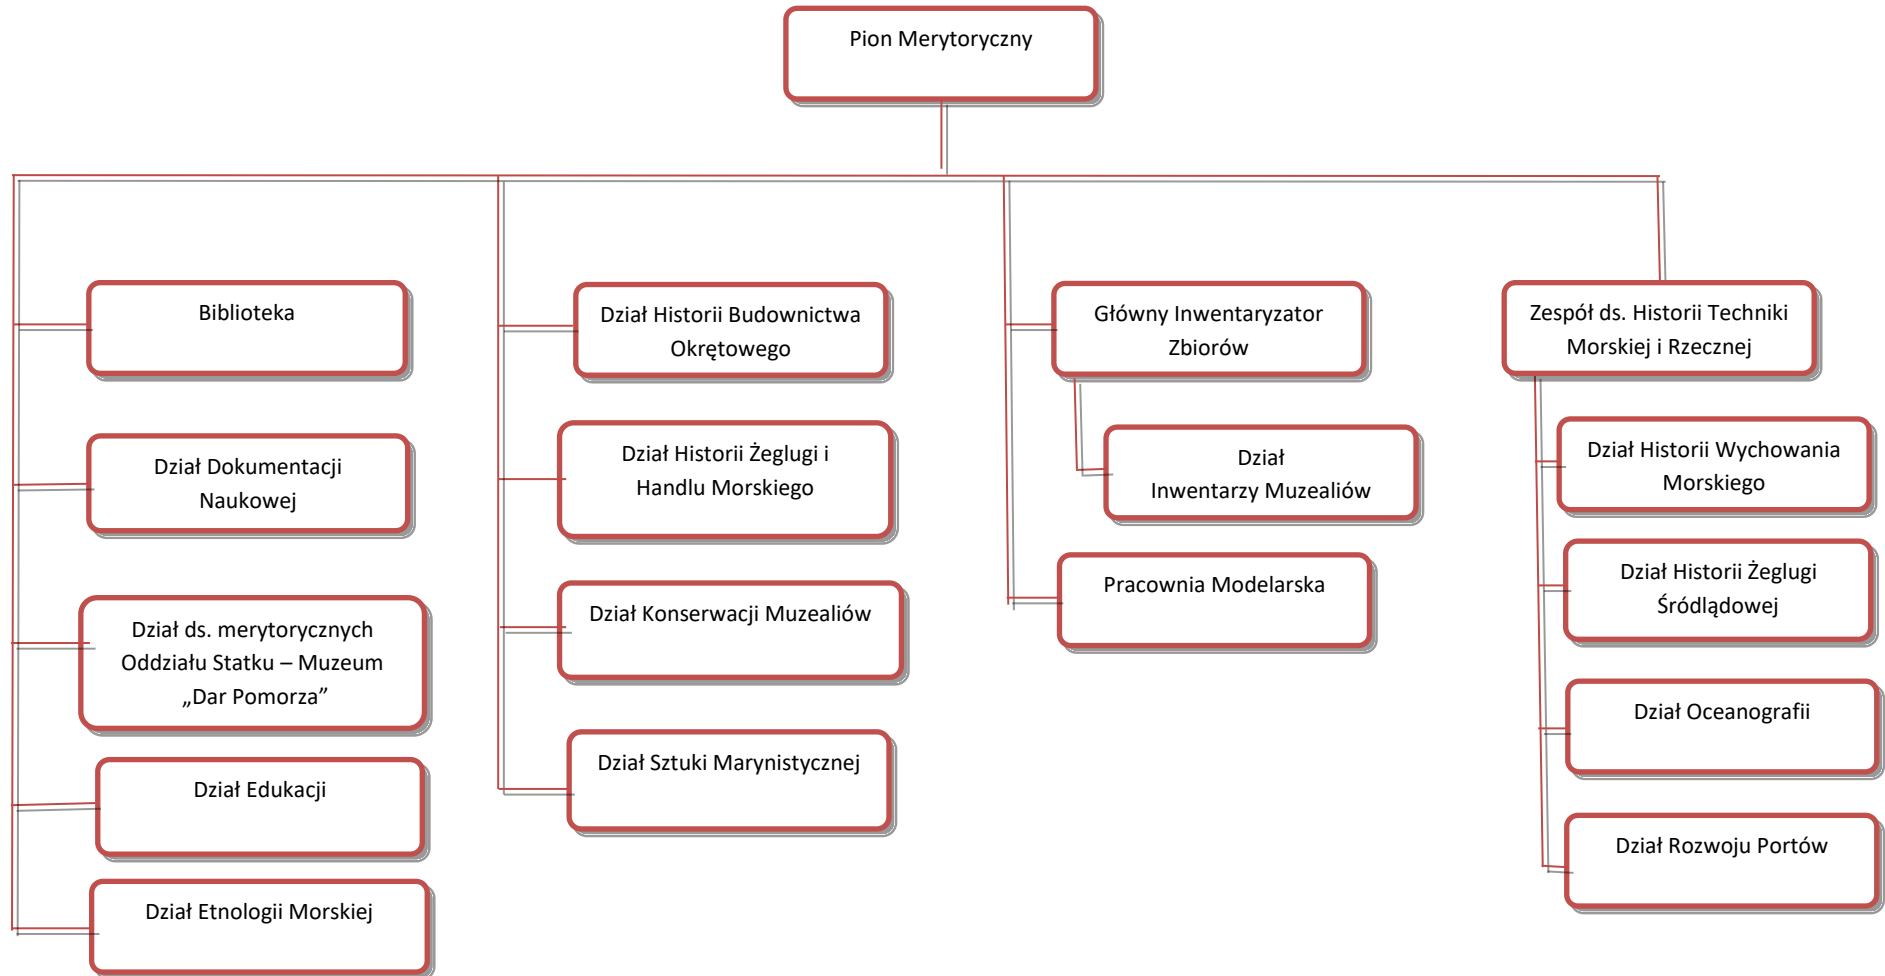 Pion Merytoryczny
Biblioteka
Dział Dokumentacji
Naukowej
Dział ds. merytorycznych
Oddziału Statku – Muzeum
„Dar Pomorza”
Dział Edukacji
Dział Etnologii Morskiej
Dział Historii Budownictwa
Okrętowego
Dział Historii Żeglugi i
Handlu Morskiego
Dział Konserwacji Muzealiów
Dział Sztuki Marynistycznej
Główny Inwentaryzator
Zbiorów
Dział
Inwentarzy Muzealiów
Pracownia Modelarska
Zespół ds. Historii Techniki
Morskiej i Rzecznej
Dział Historii Wychowania
Morskiego
Dział Historii Żeglugi
Śródlądowej
Dział Oceanografii
Dział Rozwoju Portów